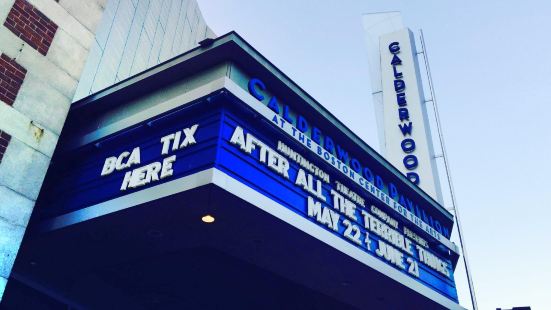 CALDERWOOD
CALDERWOOD PAVILION
AT THE BOSTON CENTER FOR THE ARTS
BCA TIX
HERE
HUNTINGTON THEATRE COMPANY PRESENTS
AFTER ALL THE TERRIBLE THINGS
MAY 22 - JUNE 21